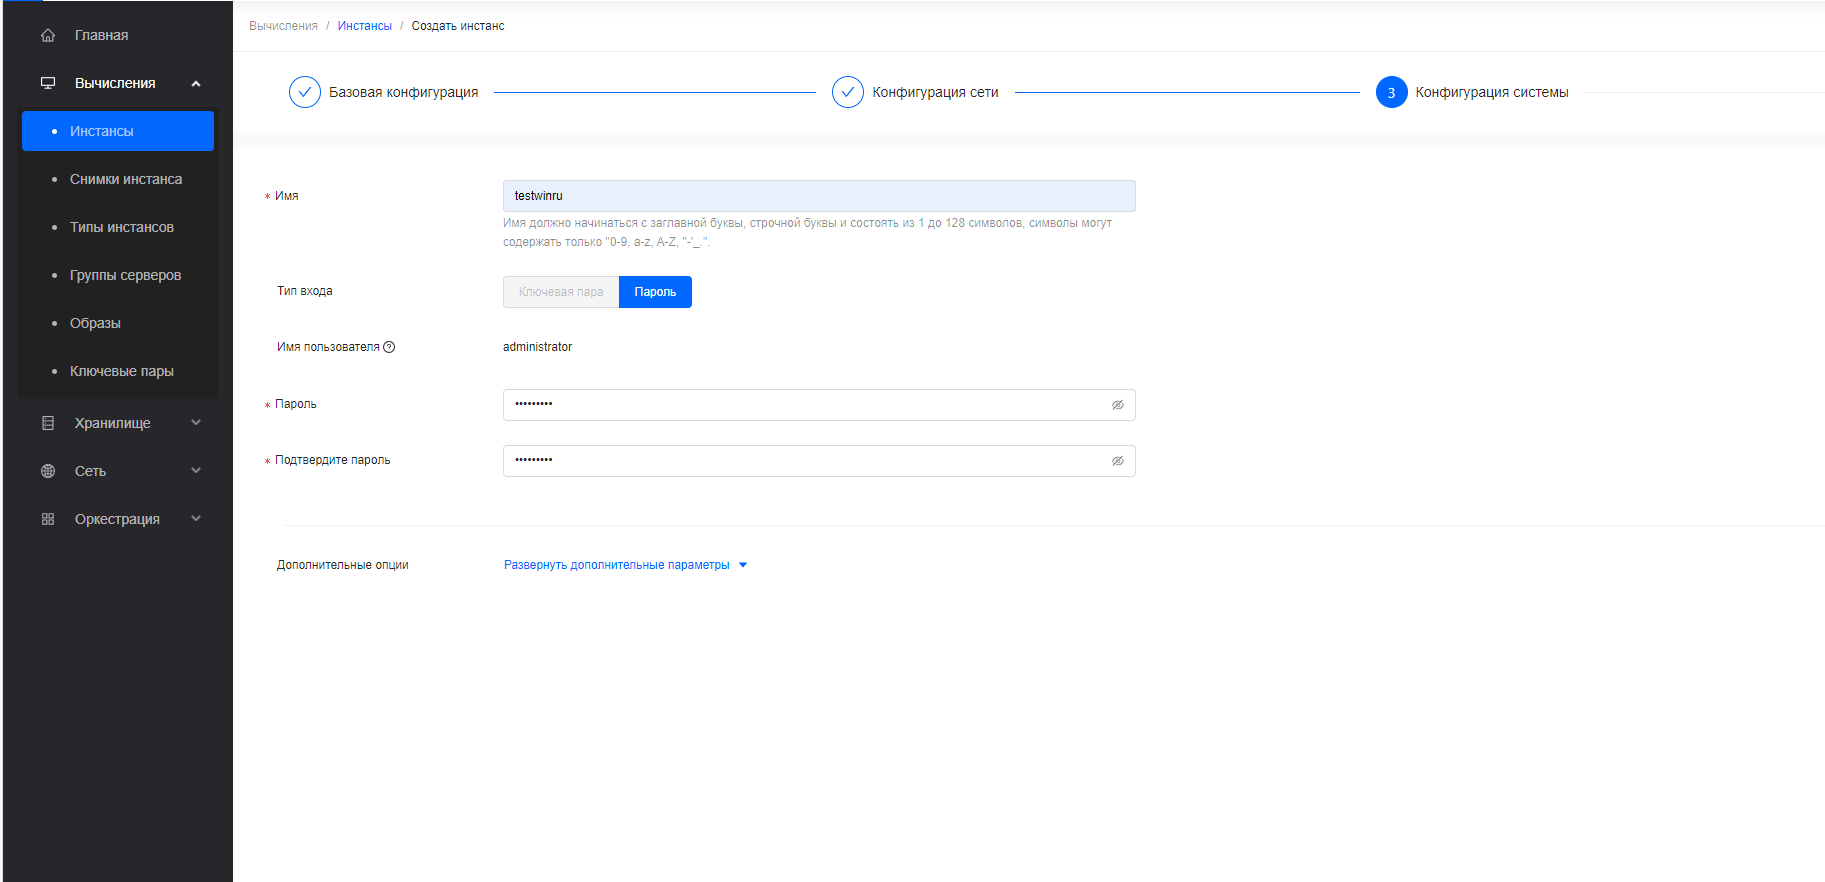 Главная
Вычисления
Инстансы
Снимки инстанса
Типы инстансов
Группы серверов
Образы
Ключевые пары
Хранилище
Сеть
Оркестрация
Вычисления / Инстансы / Создать инстанс
Базовая конфигурация
Конфигурация сети
3 Конфигурация системы
* Имя
testwinru
Имя должно начинаться с заглавной буквы, строчной буквы и состоять из 1 до 128 символов, символы могут
содержать только "0-9, a-z, A-Z, "-'_.".
Тип входа
Ключевая пара Пароль
Имя пользователя
administrator
* Пароль
•••••••••
* Подтвердите пароль
•••••••••
Дополнительные опции
Развернуть дополнительные параметры